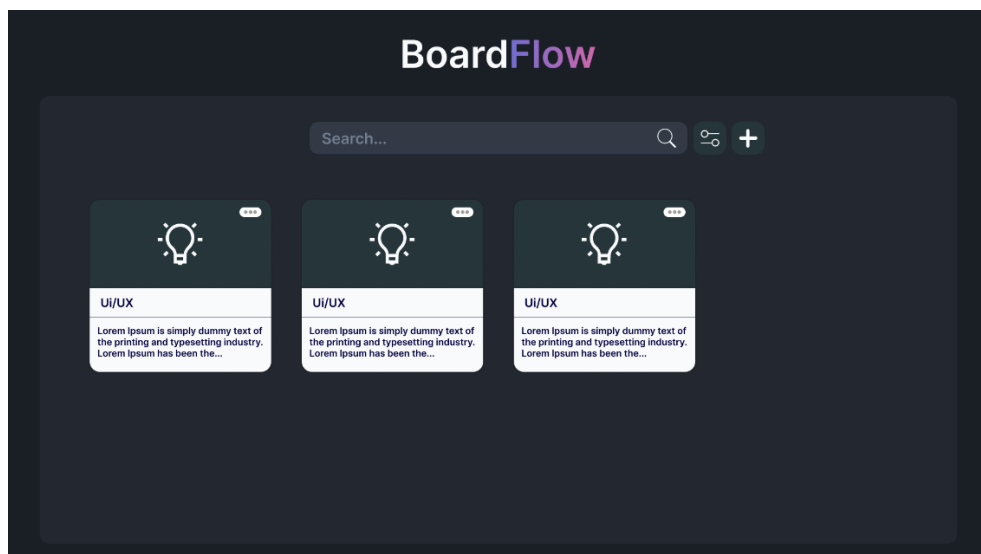 BoardFlow
Search...
Ui/UX
Lorem Ipsum is simply dummy text of
the printing and typesetting industry.
Lorem Ipsum has been the...
Ui/UX
Lorem Ipsum is simply dummy text of
the printing and typesetting industry.
Lorem Ipsum has been the...
Ui/UX
Lorem Ipsum is simply dummy text of
the printing and typesetting industry.
Lorem Ipsum has been the...